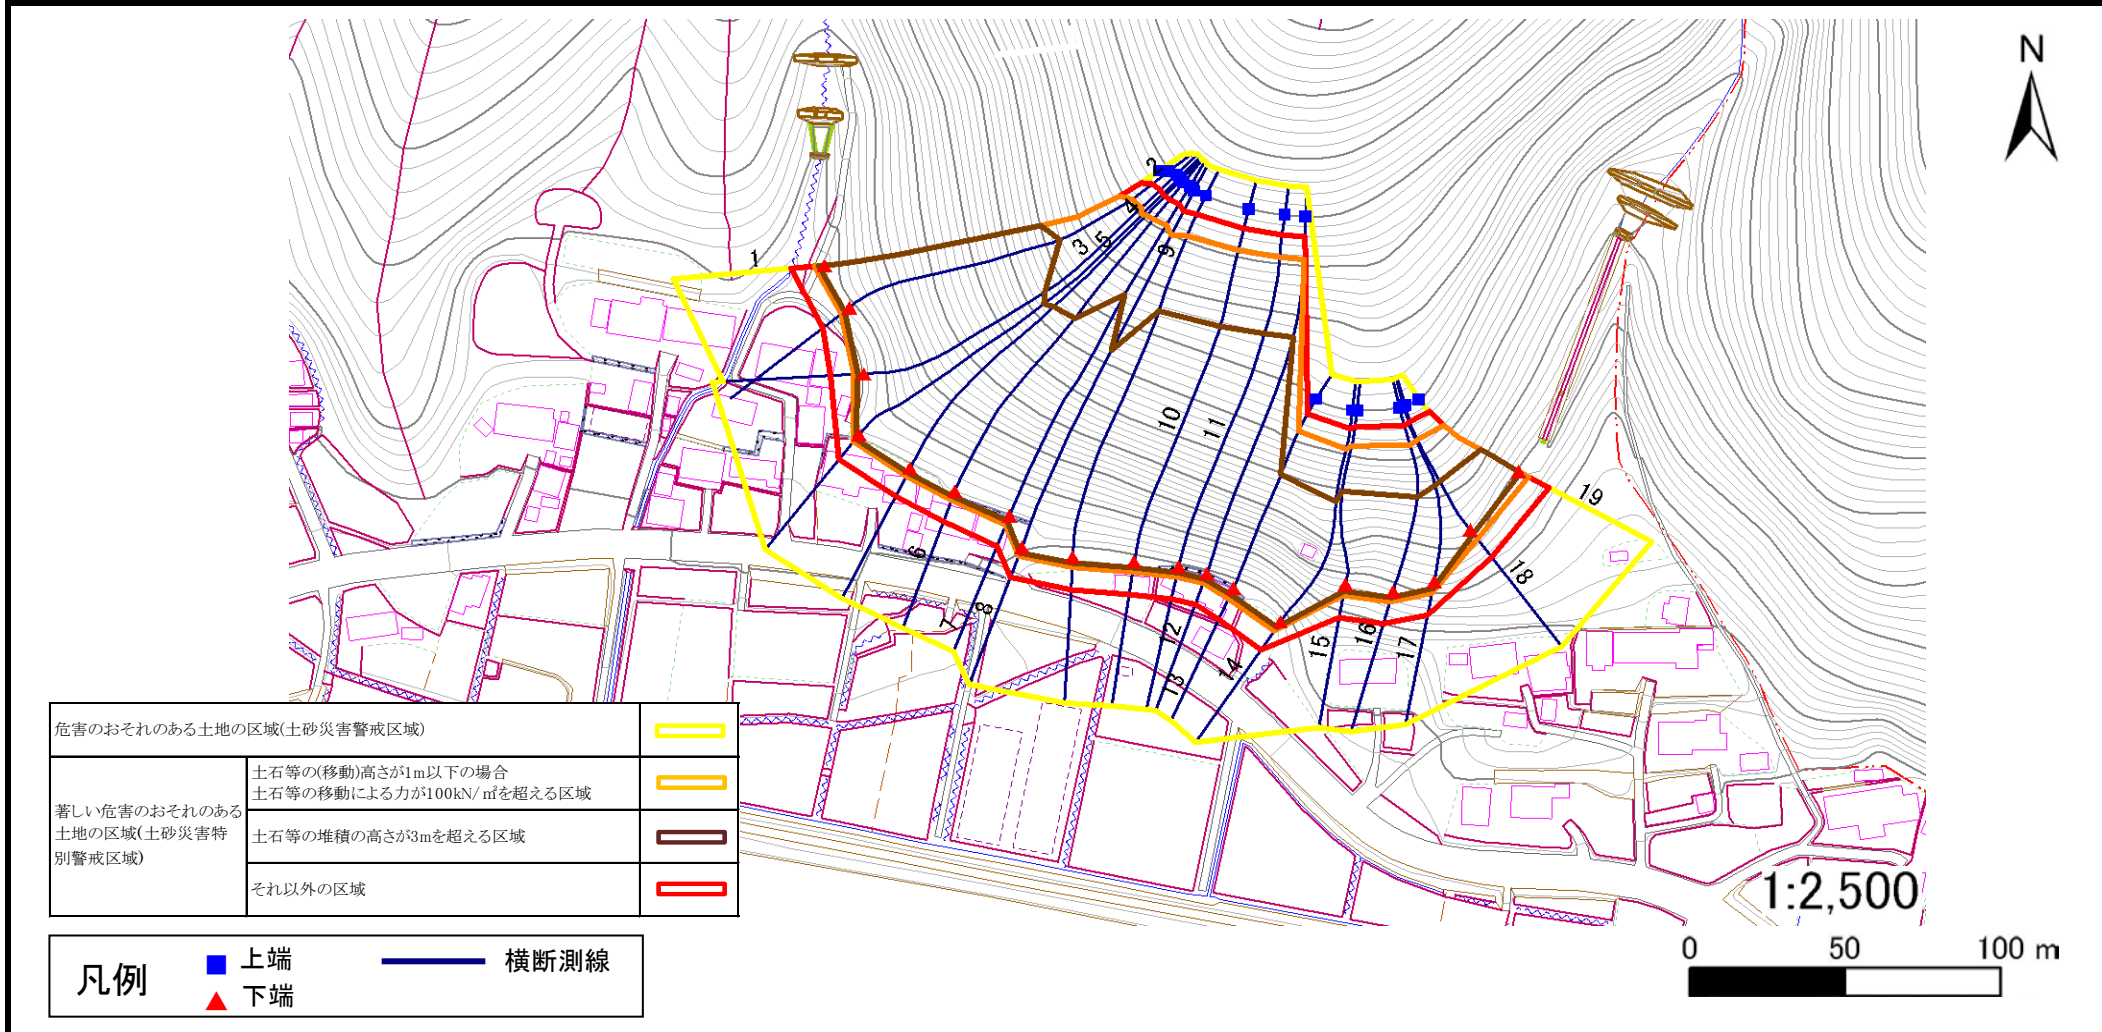 N
1
2
3
4
5
9
10
11
6
7
8
12
13
14
15
16
17
18
19
危害のおそれのある土地の区域(土砂災害警戒区域)
著しい危害のおそれのある
土地の区域(土砂災害特
別警戒区域)
土石等の(移動)高さが1m以下の場合
土石等の移動による力が100kN/㎡を超える区域
土石等の堆積の高さが3mを超える区域
それ以外の区域
1:2,500
0 50 100 m
凡例
上端
下端
横断測線